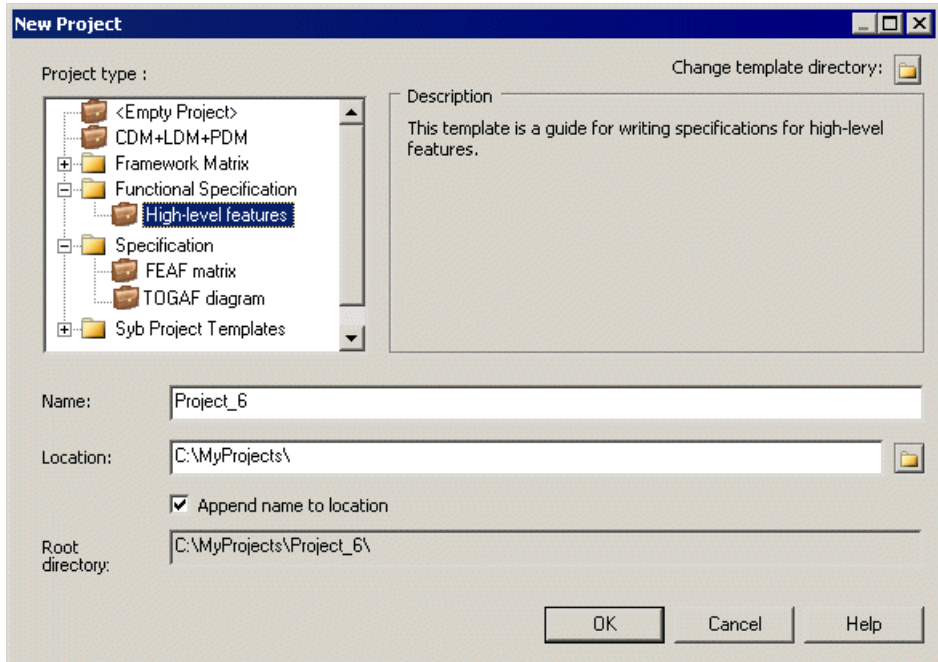 New Project
Project type :
Change template directory:
<Empty Project>
CDM+LDM+PDM
Framework Matrix
Functional Specification
High-level features
Specification
FEAF matrix
TOGAF diagram
Syb Project Templates
Description
This template is a guide for writing specifications for high-level
features.
Name:
Project_6
Location:
C:\MyProjects\
Append name to location
Root
directory:
C:\MyProjects\Project_6\
OK
Cancel
Help